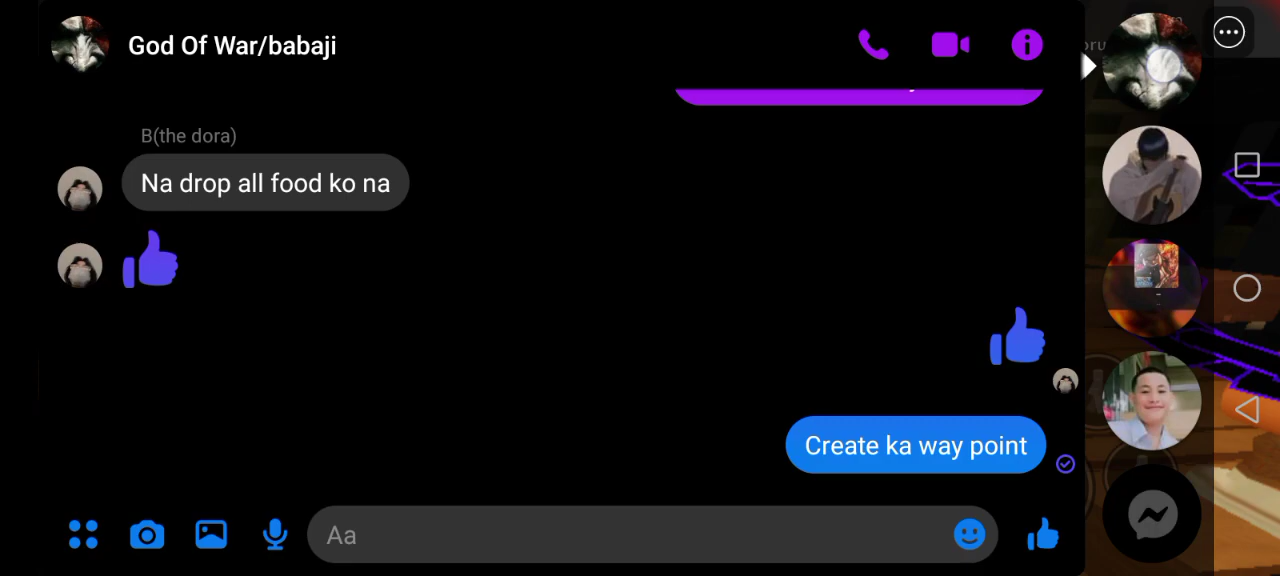 God Of War/babaji
B(the dora)
Na drop all food ko na
Create ka way point
Aa